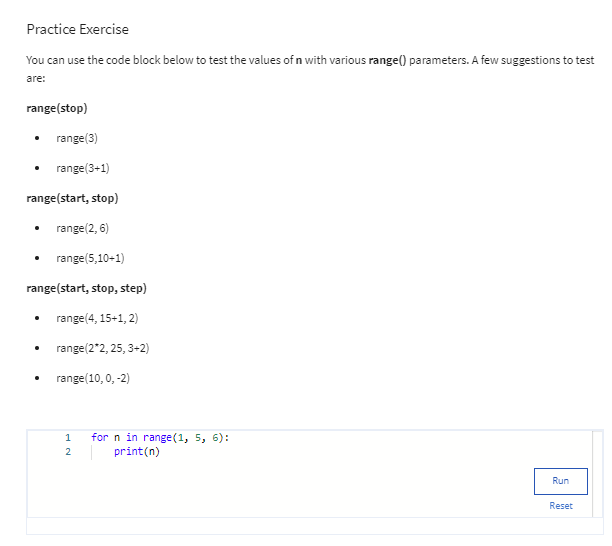 Practice Exercise
You can use the code block below to test the values of n with various range() parameters. A few suggestions to test
are:
range(stop)
• range(3)
• range(3+1)
range(start, stop)
• range(2, 6)
• range(5,10+1)
range(start, stop, step)
• range(4, 15+1, 2)
• range(2*2, 25, 3+2)
• range(10, 0, -2)
1 for n in range(1, 5, 6):
2     print(n)
Run
Reset